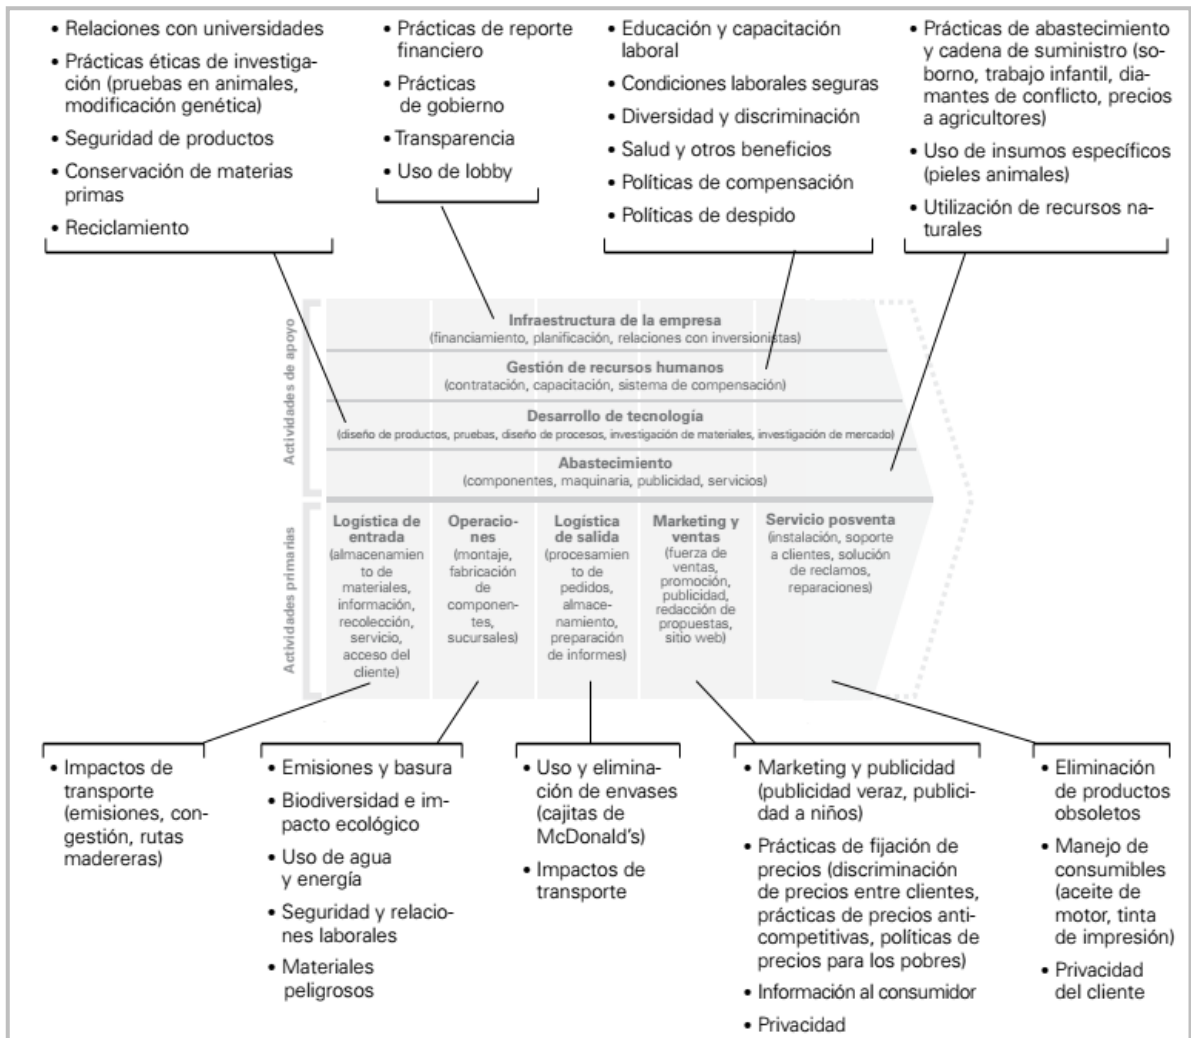 • Relaciones con universidades
• Prácticas éticas de investiga-
ción (pruebas en animales,
modificación genética)
• Seguridad de productos
• Conservación de materias
primas
• Reciclamiento
• Prácticas de reporte
financiero
• Prácticas
de gobierno
• Transparencia
• Uso de lobby
• Educación y capacitación
laboral
• Condiciones laborales seguras
• Diversidad y discriminación
• Salud y otros beneficios
• Políticas de compensación
• Políticas de despido
• Prácticas de abastecimiento
y cadena de suministro (so-
borno, trabajo infantil, dia-
mantes de conflicto, precios
a agricultores)
• Uso de insumos específicos
(pieles animales)
• Utilización de recursos na-
turales
Actividades de apoyo
Infraestructura de la empresa
(financiamiento, planificación, relaciones con inversionistas)
Gestión de recursos humanos
(contratación, capacitación, sistema de compensación)
Desarrollo de tecnología
(diseño de productos, pruebas, diseño de procesos, investigación de materiales, investigación de mercado)
Abastecimiento
(componentes, maquinaria, publicidad, servicios)
Actividades primarias
Logística de
entrada
(almacenamien
to de
materiales,
información,
recolección,
servicio,
acceso del
cliente)
Operacio-
nes
(montaje,
fabricación
de
componen-
tes,
sucursales)
Logística
de salida
(procesamien
to de
pedidos,
almace-
namiento,
preparación
de informes)
Marketing y
ventas
(fuerza de
ventas,
promoción,
publicidad,
redacción de
propuestas,
sitio web)
Servicio posventa
(instalación, soporte
a clientes, solución
de reclamos,
reparaciones)
• Impactos de
transporte
(emisiones, con-
gestión, rutas
madereras)
• Emisiones y basura
• Biodiversidad e im-
pacto ecológico
• Uso de agua
y energía
• Seguridad y relacio-
nes laborales
• Materiales
peligrosos
• Uso y elimina-
ción de envases
(cajitas de
McDonald's)
• Impactos de
transporte
• Marketing y publicidad
(publicidad veraz, publici-
dad a niños)
• Prácticas de fijación de
precios (discriminación
de precios entre clientes,
prácticas de precios anti-
competitivas, políticas de
precios para los pobres)
• Información al consumidor
• Privacidad
• Eliminación
de productos
obsoletos
• Manejo de
consumibles
(aceite de
motor, tinta
de impresión)
• Privacidad
del cliente